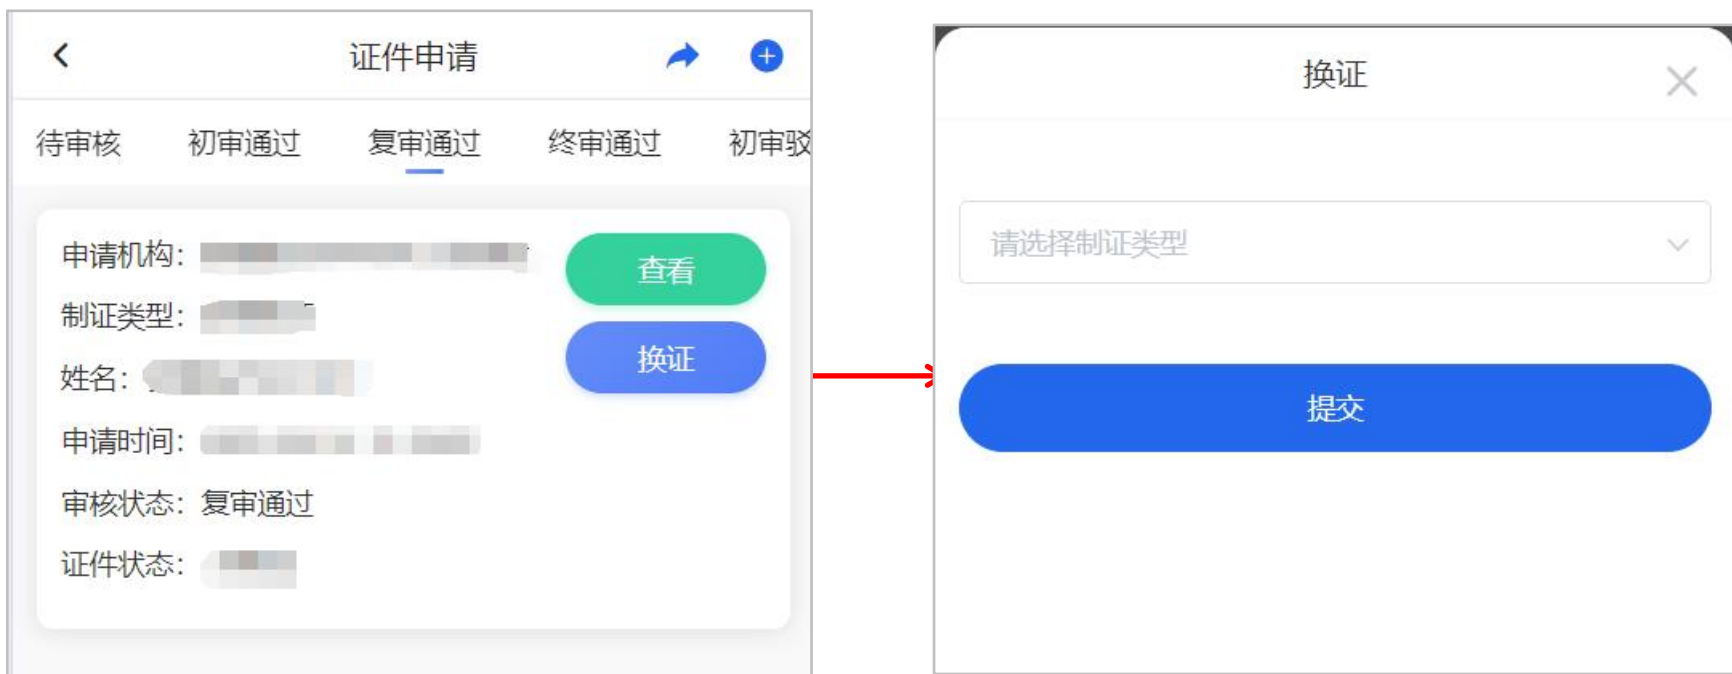 证件申请
待审核 初审通过 复审通过 终审通过 初审驳
申请机构：
查看
制证类型：
换证
姓名：
申请时间：
审核状态：复审通过
证件状态：
换证
请选择制证类型
提交